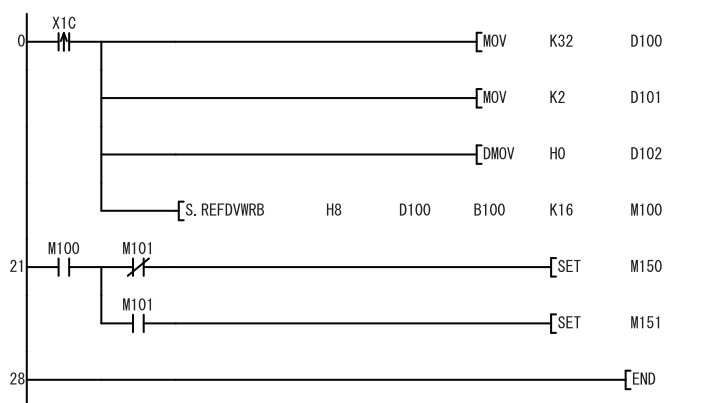 X1C
0 [MOV K32 D100
[MOV K2 D101
[DMOV H0 D102
[S.REFDVWRB H8 D100 B100 K16 M100
M100 M101
21 [SET M150
M101
[SET M151
28 [END